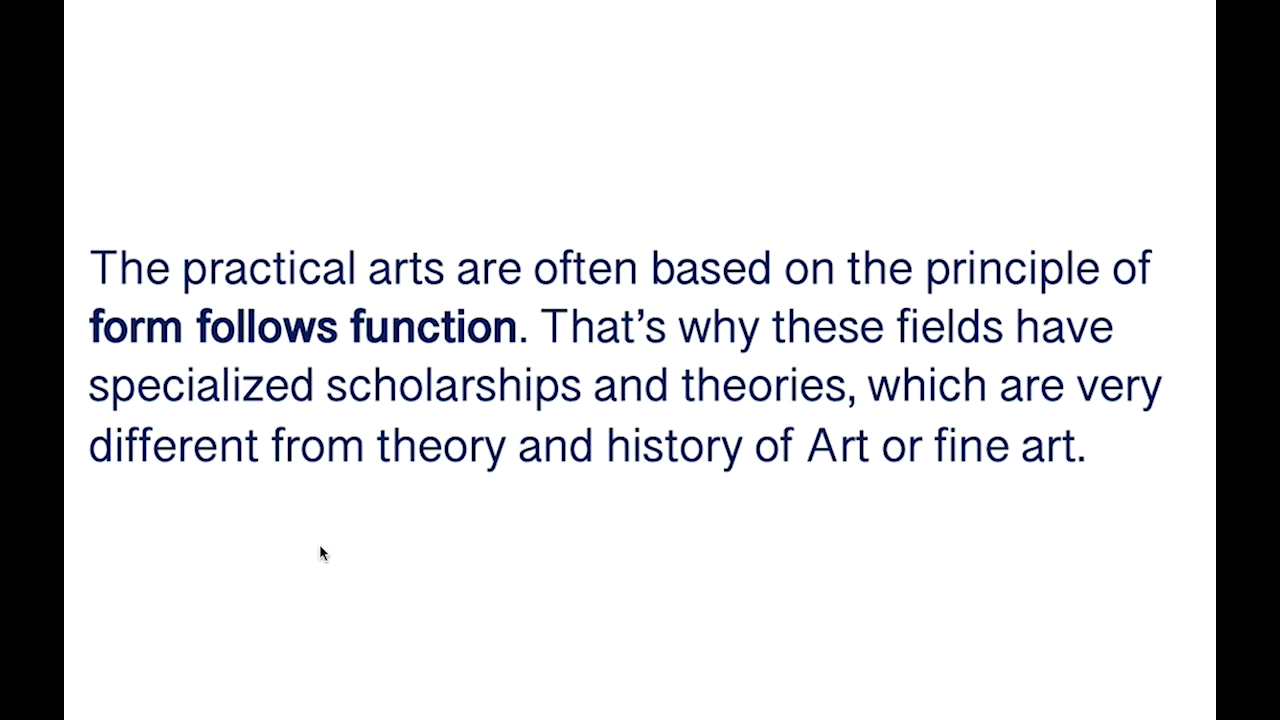 The practical arts are often based on the principle of
form follows function. That’s why these fields have
specialized scholarships and theories, which are very
different from theory and history of Art or fine art.